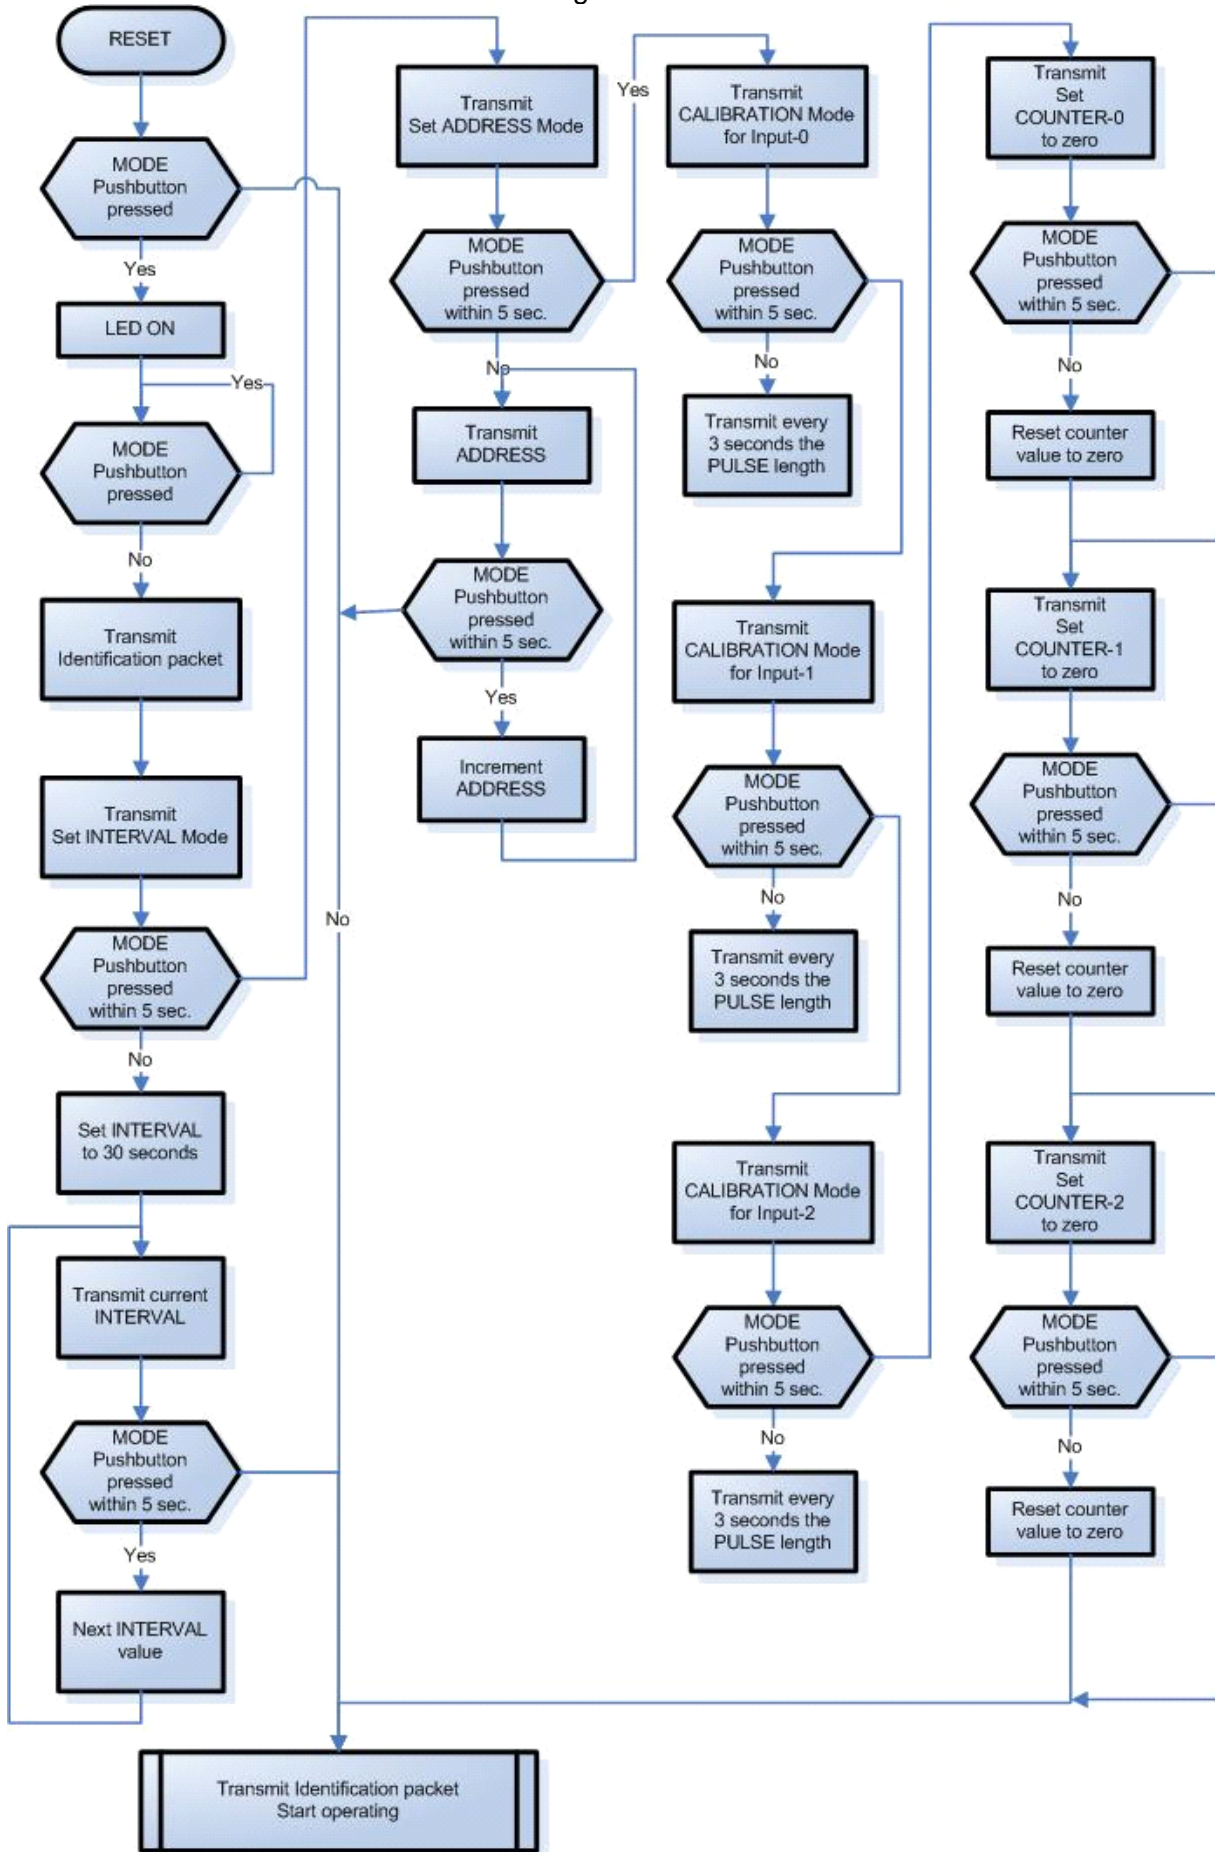 g
RESET
MODE
Pushbutton
pressed
Yes
LED ON
Yes
MODE
Pushbutton
pressed
No
Transmit
Identification packet
Transmit
Set INTERVAL Mode
MODE
Pushbutton
pressed
within 5 sec.
No
Set INTERVAL
to 30 seconds
Transmit current
INTERVAL
MODE
Pushbutton
pressed
within 5 sec.
Yes
Next INTERVAL
value
No
Transmit Identification packet
Start operating
Transmit
Set ADDRESS Mode
MODE
Pushbutton
pressed
within 5 sec.
Yes
No
Transmit
ADDRESS
MODE
Pushbutton
pressed
within 5 sec.
Yes
Increment
ADDRESS
Transmit
CALIBRATION Mode
for Input-0
MODE
Pushbutton
pressed
within 5 sec.
No
Transmit every
3 seconds the
PULSE length
Transmit
CALIBRATION Mode
for Input-1
MODE
Pushbutton
pressed
within 5 sec.
No
Transmit every
3 seconds the
PULSE length
Transmit
CALIBRATION Mode
for Input-2
MODE
Pushbutton
pressed
within 5 sec.
No
Transmit every
3 seconds the
PULSE length
Transmit
Set
COUNTER-0
to zero
MODE
Pushbutton
pressed
within 5 sec.
No
Reset counter
value to zero
Transmit
Set
COUNTER-1
to zero
MODE
Pushbutton
pressed
within 5 sec.
No
Reset counter
value to zero
Transmit
Set
COUNTER-2
to zero
MODE
Pushbutton
pressed
within 5 sec.
No
Reset counter
value to zero